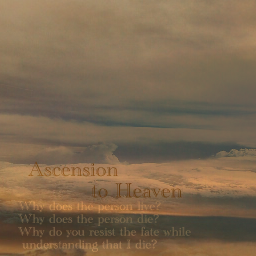 Ascension
to Heaven
Why does the person live?
Why does the person die?
Why do you resist the fate while
understanding that I die?